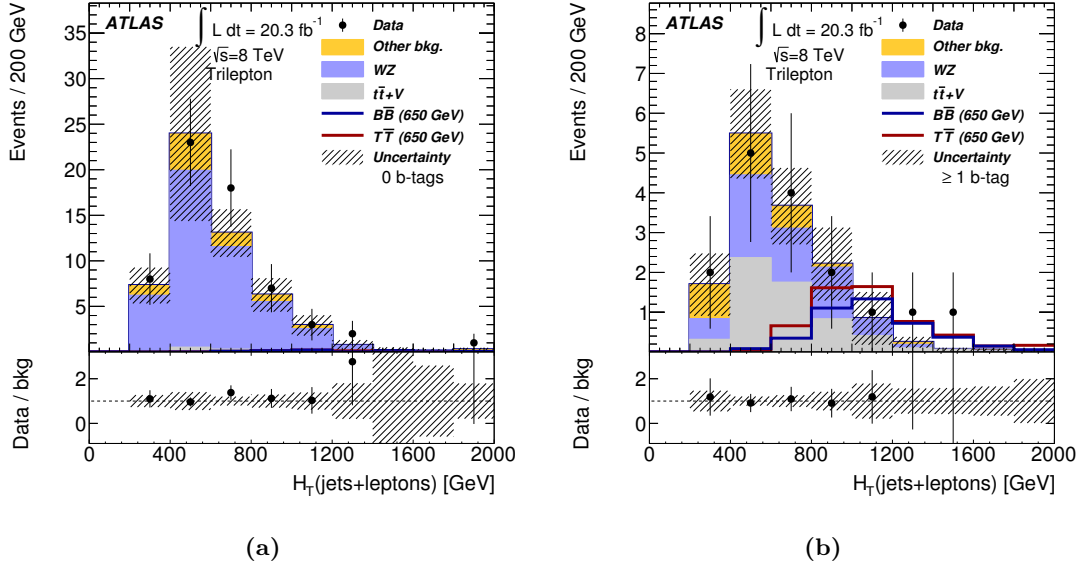 ATLAS
∫ L dt = 20.3 fb⁻¹
√s=8 TeV
Trilepton
Data
Other bkg.
WZ
tt̄+V
BB̄ (650 GeV)
TT̄ (650 GeV)
Uncertainty
0 b-tags
Events / 200 GeV
35
30
25
20
15
10
5
Data / bkg
2
0
0 400 800 1200 1600 2000
H_T(jets+leptons) [GeV]
(a)
ATLAS
∫ L dt = 20.3 fb⁻¹
√s=8 TeV
Trilepton
Data
Other bkg.
WZ
tt̄+V
BB̄ (650 GeV)
TT̄ (650 GeV)
Uncertainty
≥ 1 b-tag
Events / 200 GeV
8
7
6
5
4
3
2
1
Data / bkg
2
0
0 400 800 1200 1600 2000
H_T(jets+leptons) [GeV]
(b)